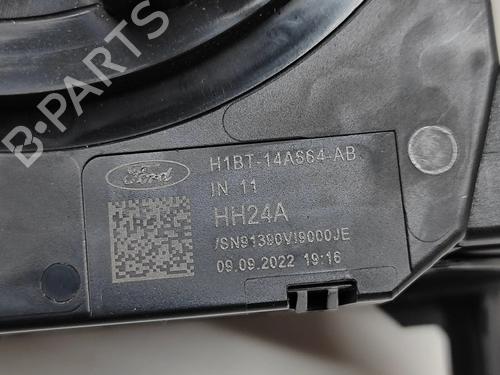 B-PARTS
Ford
H1BT-14A664-AB
IN 11
HH24A
/SN91390VI9000JE
09.09.2022 19:16